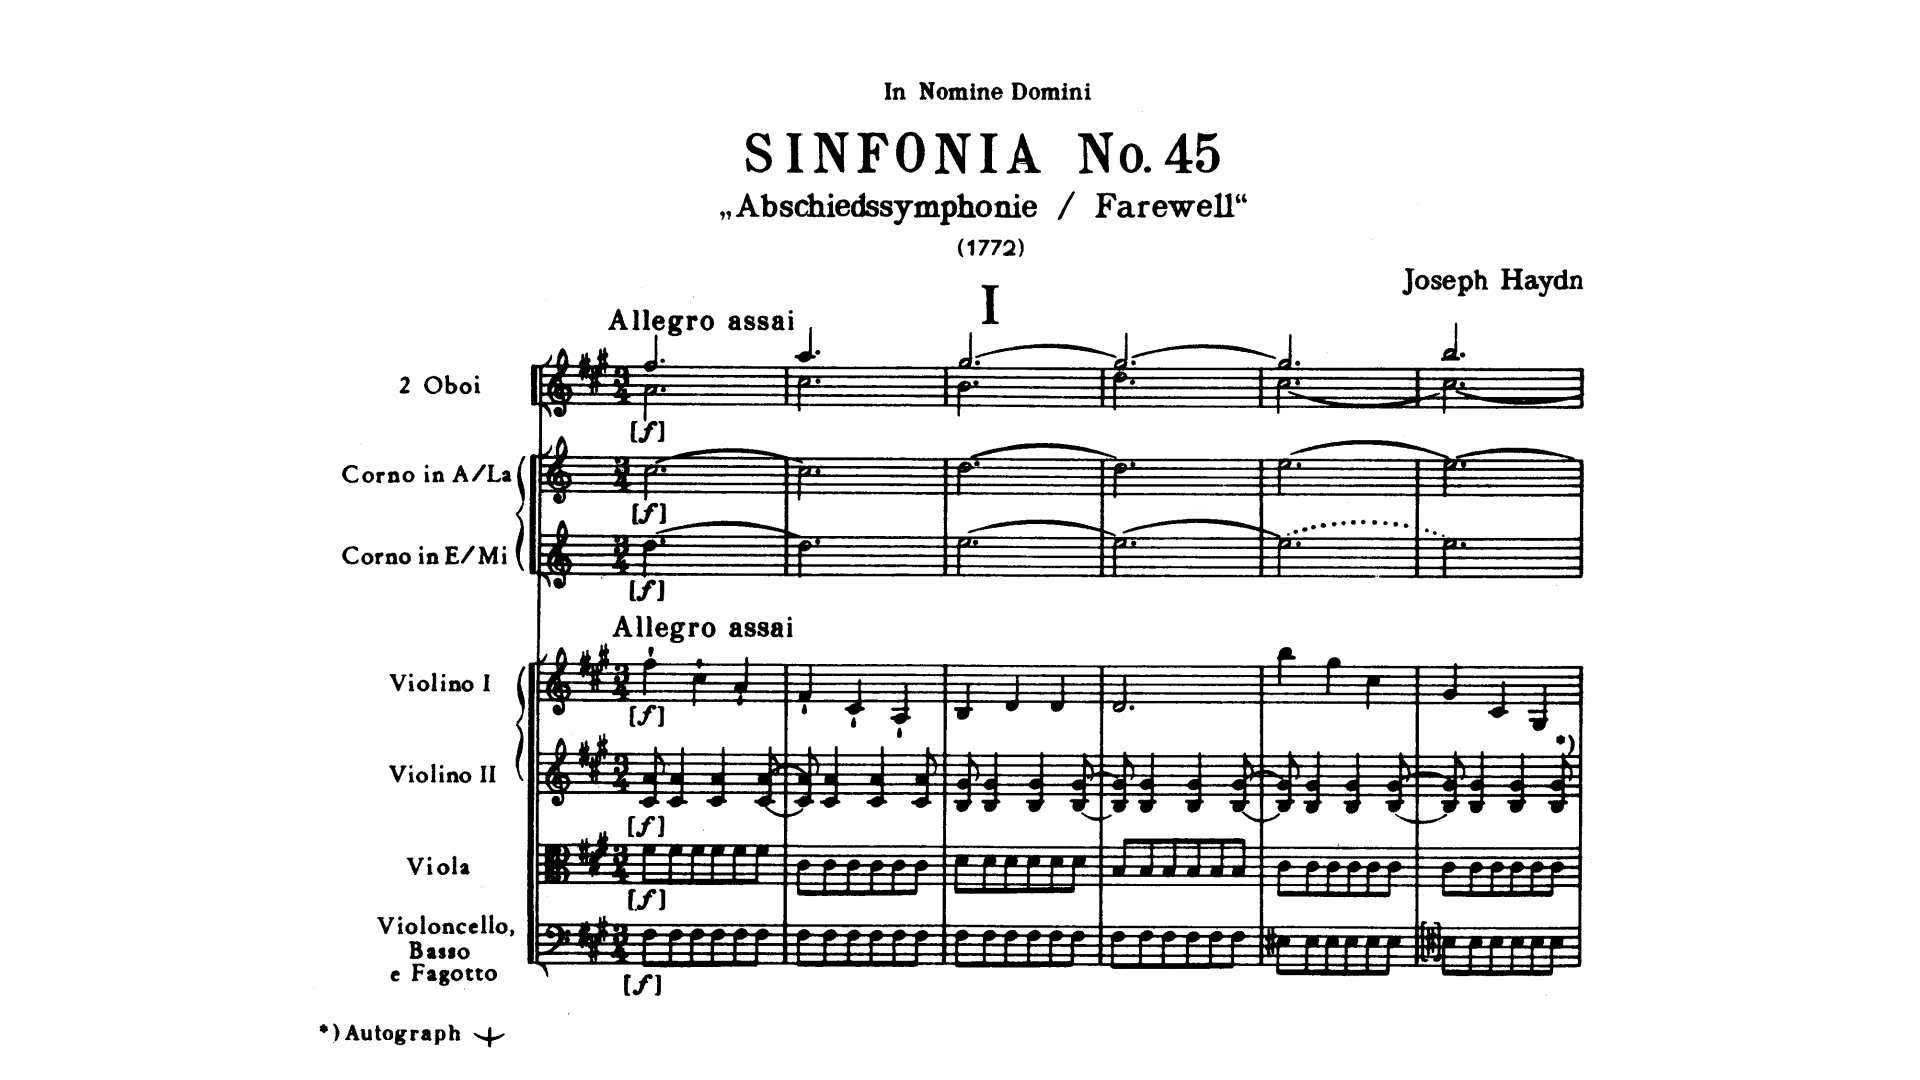 In Nomine Domini
SINFONIA No. 45
„Abschiedssymphonie / Farewell“
(1772)
Joseph Haydn
I
Allegro assai
2 Oboi
[f]
Corno in A/La
[f]
Corno in E/Mi
[f]
Allegro assai
Violino I
[f]
*)
Violino II
[f]
Viola
[f]
Violoncello,
Basso
e Fagotto
[f]
*) Autograph